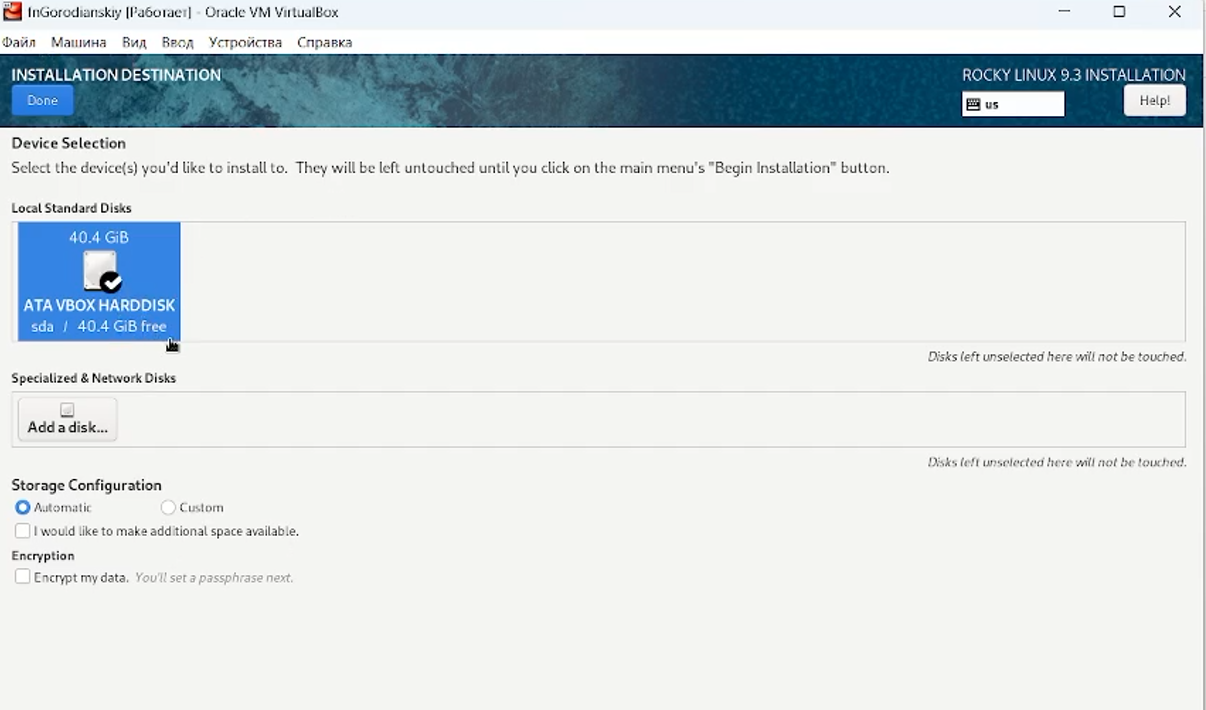 InGorodianskiy [Работает] - Oracle VM VirtualBox
Файл Машина Вид Ввод Устройства Справка
INSTALLATION DESTINATION
ROCKY LINUX 9.3 INSTALLATION
Done
us
Help!
Device Selection
Select the device(s) you'd like to install to. They will be left untouched until you click on the main menu's "Begin Installation" button.
Local Standard Disks
40.4 GiB
ATA VBOX HARDDISK
sda / 40.4 GiB free
Disks left unselected here will not be touched.
Specialized & Network Disks
Add a disk...
Disks left unselected here will not be touched.
Storage Configuration
Automatic Custom
I would like to make additional space available.
Encryption
Encrypt my data. You'll set a passphrase next.